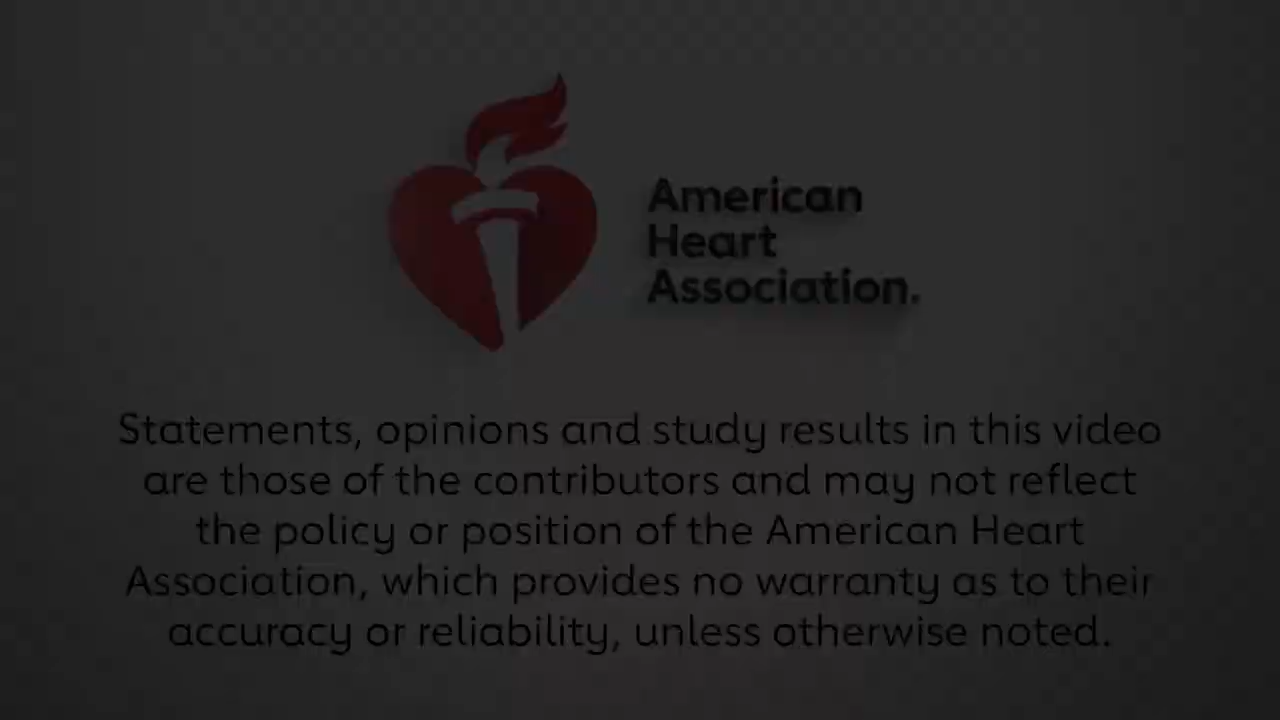 American
Heart
Association.
Statements, opinions and study results in this video
are those of the contributors and may not reflect
the policy or position of the American Heart
Association, which provides no warranty as to their
accuracy or reliability, unless otherwise noted.